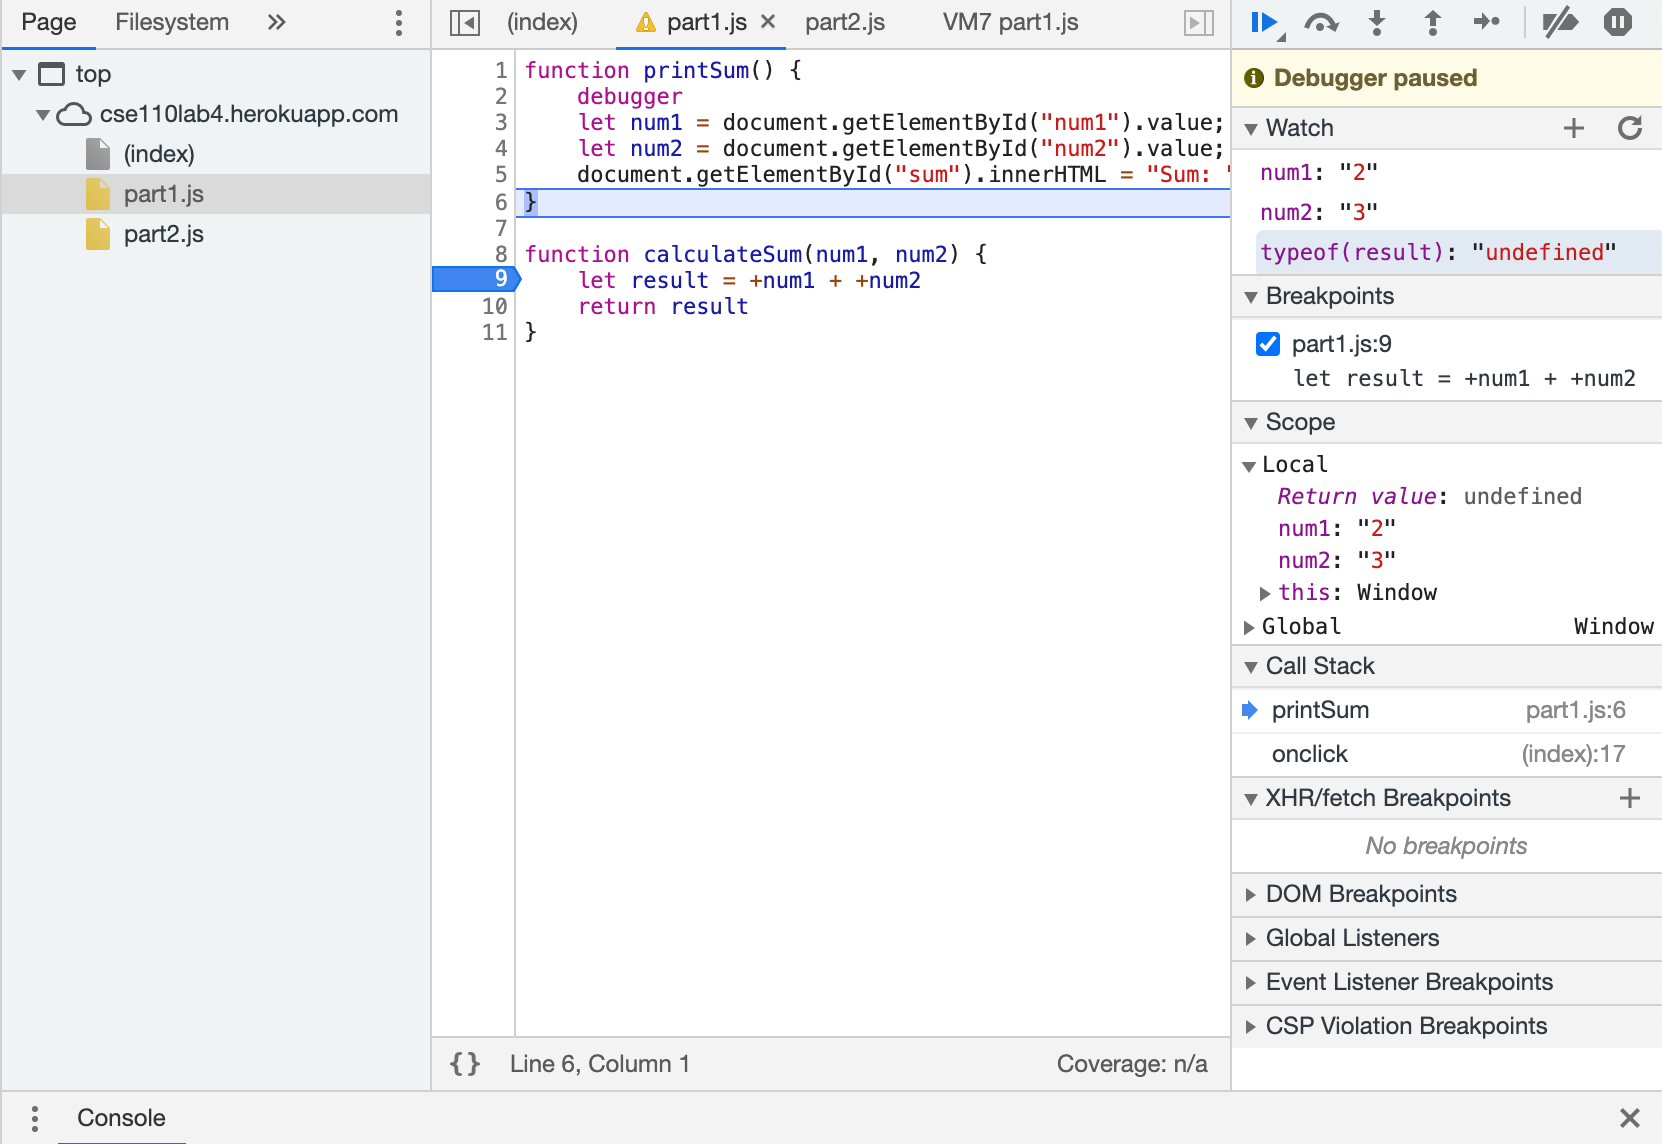 Page Filesystem »
top
cse110lab4.herokuapp.com
(index)
part1.js
part2.js
(index) part1.js × part2.js VM7 part1.js
1 function printSum() {
2 debugger
3 let num1 = document.getElementById("num1").value;
4 let num2 = document.getElementById("num2").value;
5 document.getElementById("sum").innerHTML = "Sum: "
6 }
7
8 function calculateSum(num1, num2) {
9 let result = +num1 + +num2
10 return result
11 }
{} Line 6, Column 1 Coverage: n/a
Debugger paused
Watch
num1: "2"
num2: "3"
typeof(result): "undefined"
Breakpoints
part1.js:9
let result = +num1 + +num2
Scope
Local
Return value: undefined
num1: "2"
num2: "3"
this: Window
Global Window
Call Stack
printSum part1.js:6
onclick (index):17
XHR/fetch Breakpoints
No breakpoints
DOM Breakpoints
Global Listeners
Event Listener Breakpoints
CSP Violation Breakpoints
Console